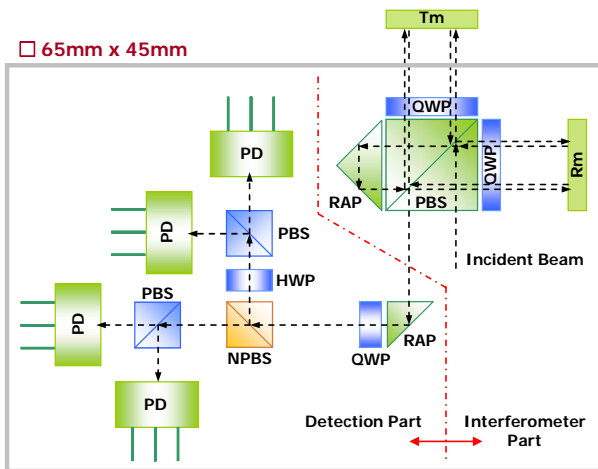 Tm
□ 65mm x 45mm
QWP
PD
QWP
Rm
RAP
PBS
PD
PBS
Incident Beam
HWP
PBS
PD
NPBS
QWP
RAP
PD
Detection Part
Interferometer
Part